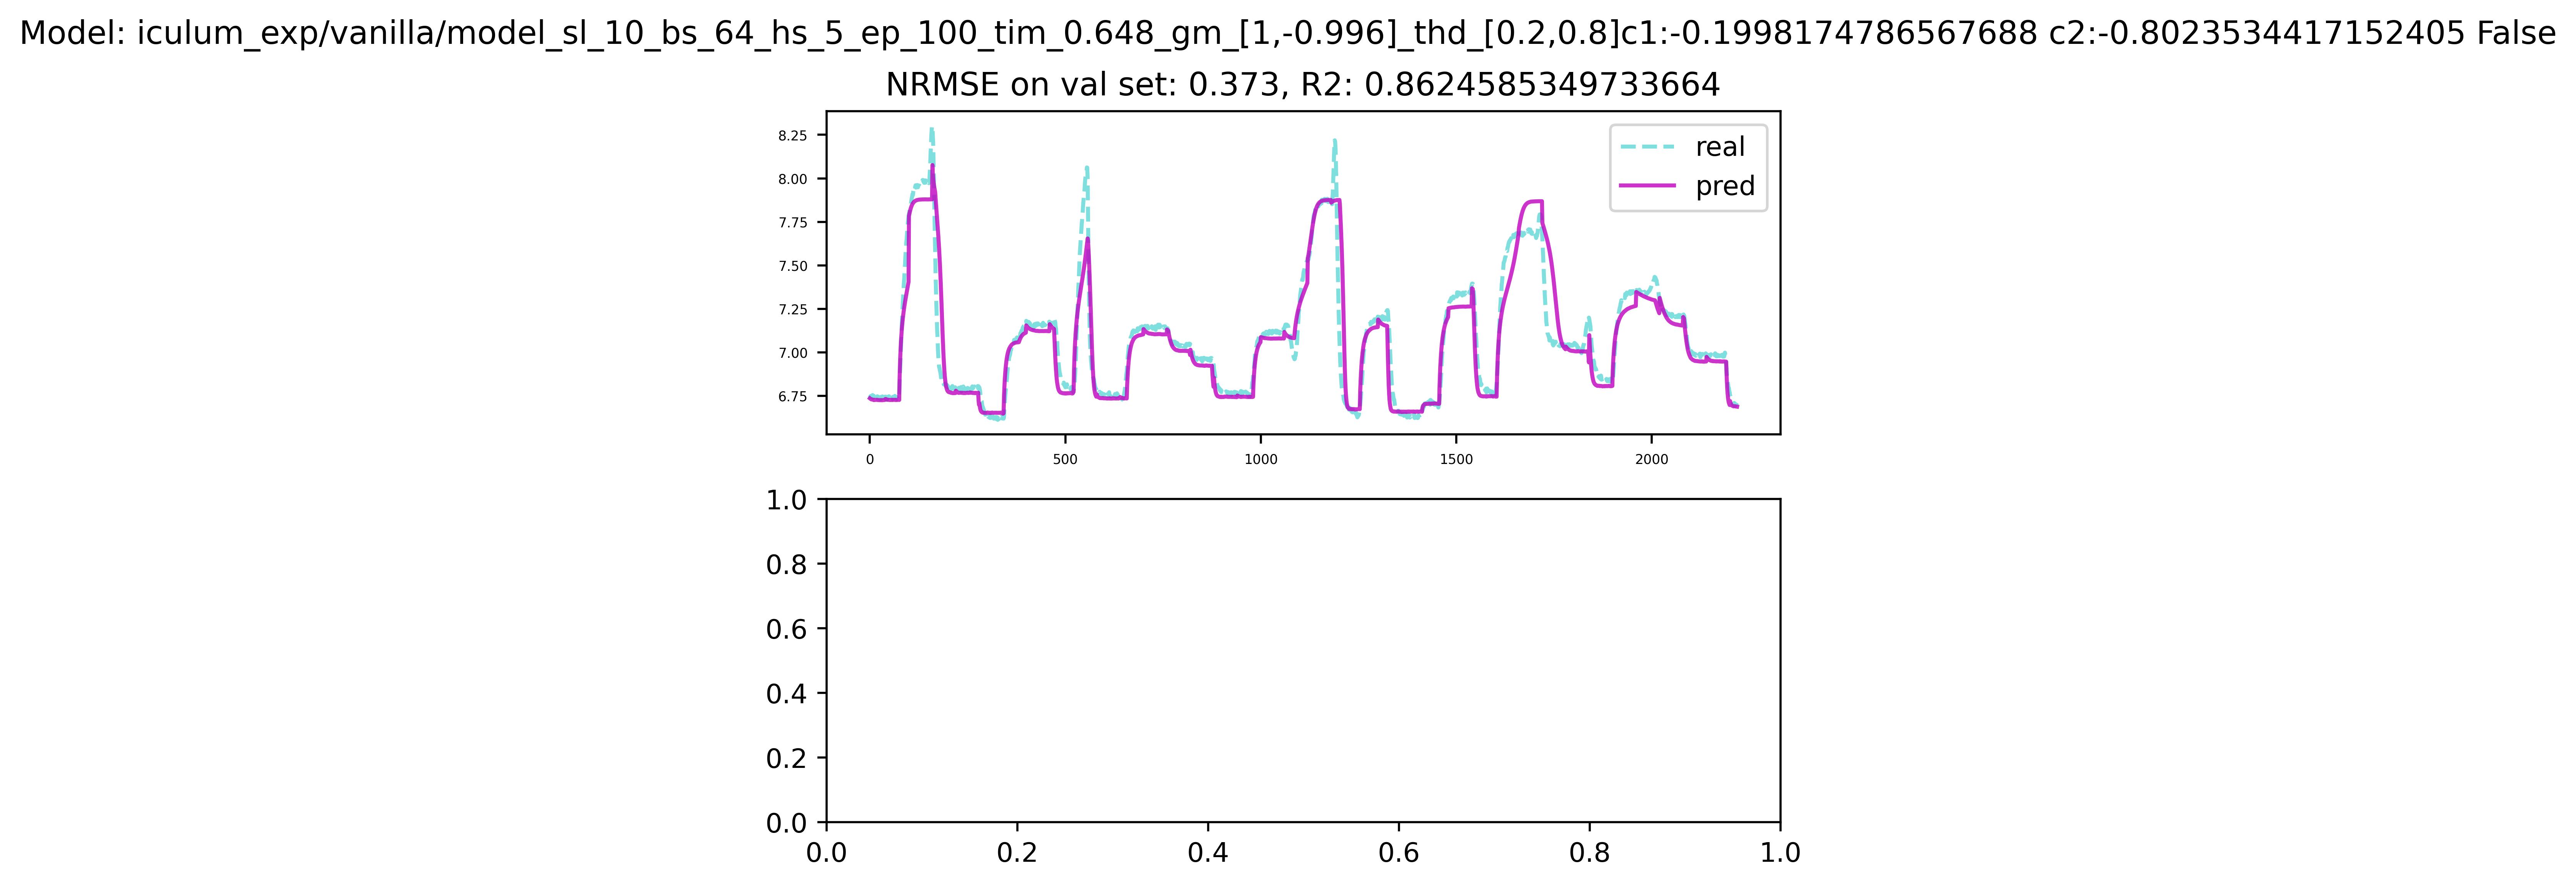 Model: iculum_exp/vanilla/model_sl_10_bs_64_hs_5_ep_100_tim_0.648_gm_[1,-0.996]_thd_[0.2,0.8]c1:-0.1998174786567688 c2:-0.8023534417152405 False
NRMSE on val set: 0.373, R2: 0.8624585349733664
8.25
8.00
7.75
7.50
7.25
7.00
6.75
real
pred
0 500 1000 1500 2000
1.0
0.8
0.6
0.4
0.2
0.0
0.0 0.2 0.4 0.6 0.8 1.0